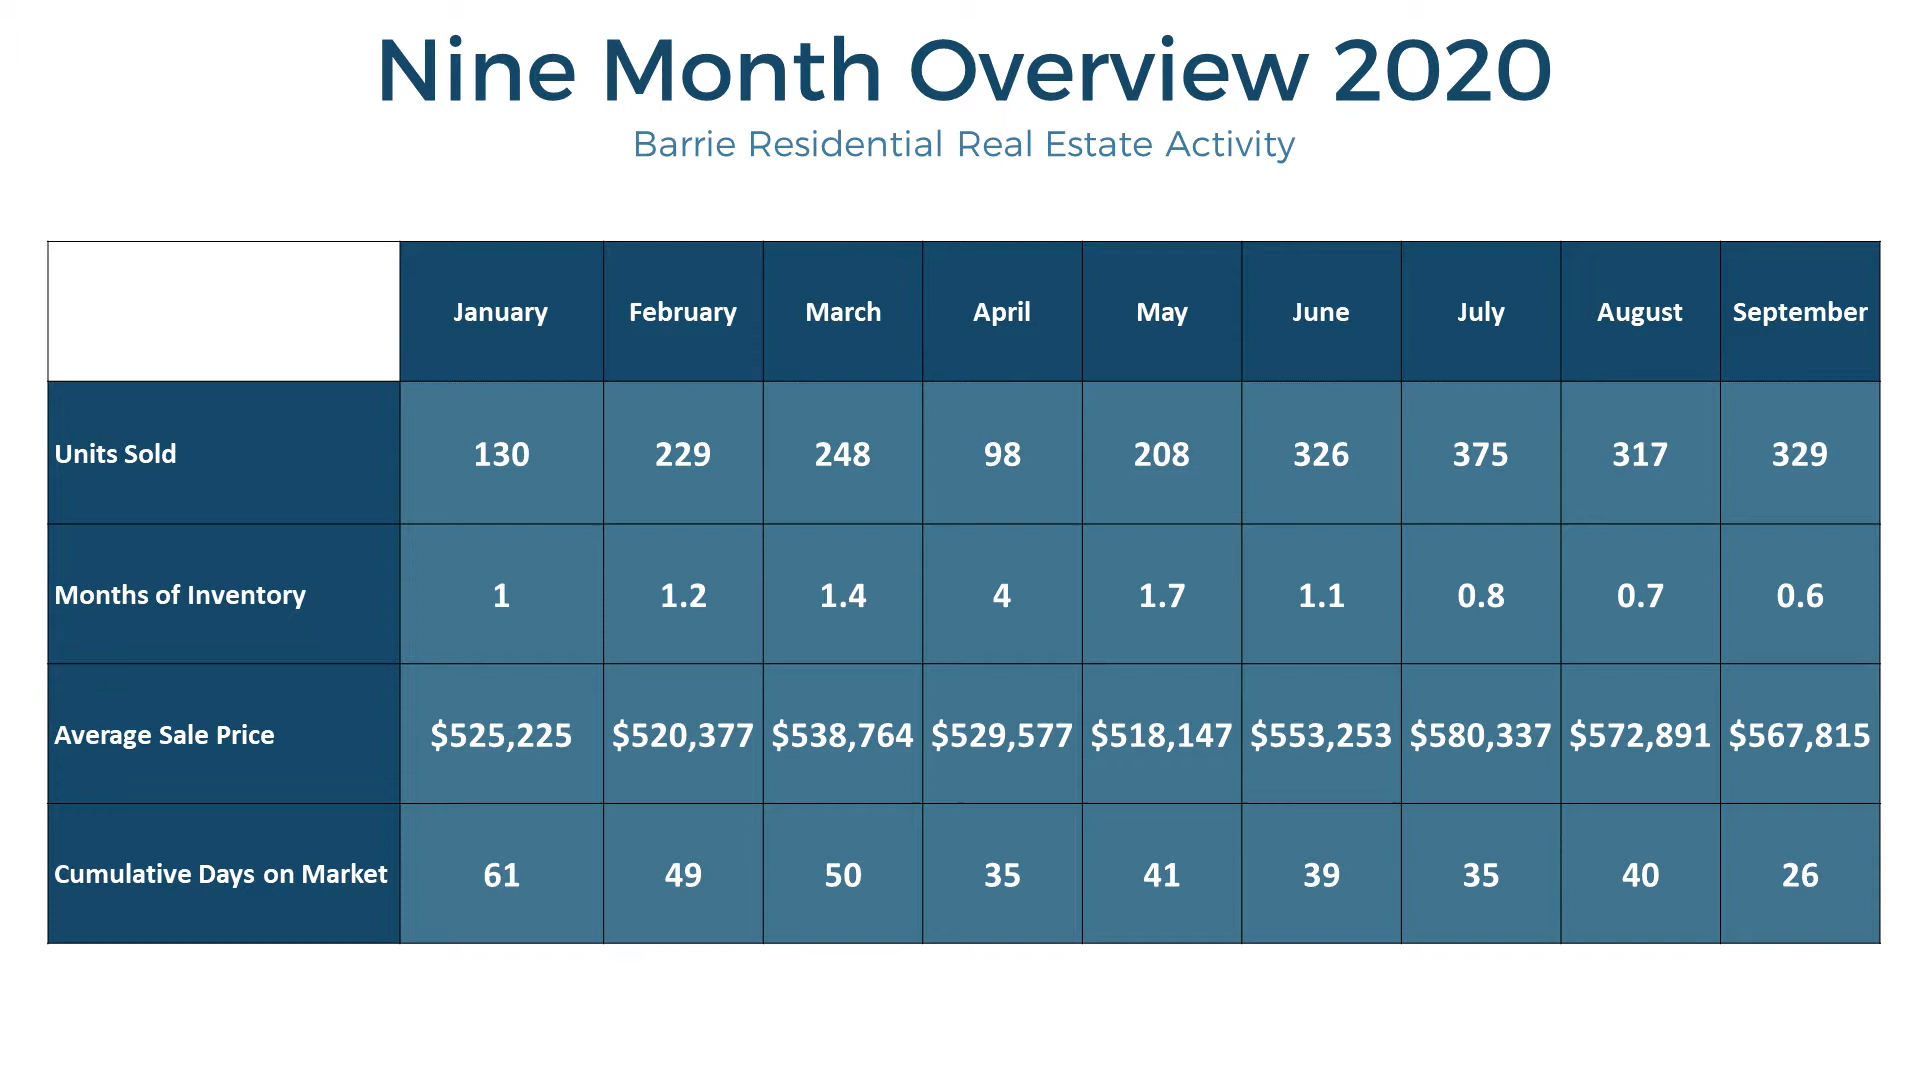 Nine Month Overview 2020
Barrie Residential Real Estate Activity
January February March April May June July August September
Units Sold 130 229 248 98 208 326 375 317 329
Months of Inventory 1 1.2 1.4 4 1.7 1.1 0.8 0.7 0.6
Average Sale Price $525,225 $520,377 $538,764 $529,577 $518,147 $553,253 $580,337 $572,891 $567,815
Cumulative Days on Market 61 49 50 35 41 39 35 40 26